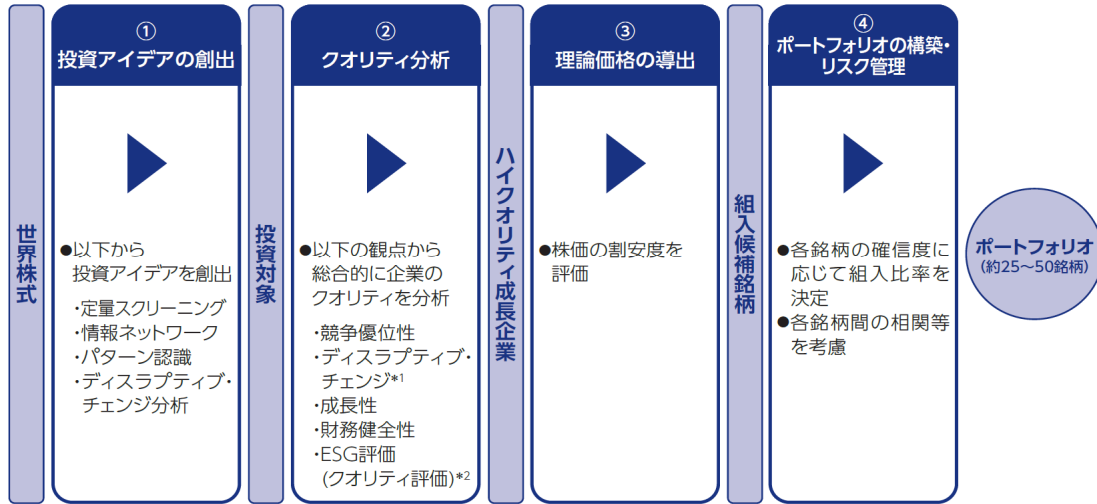 世界株式
①
投資アイデアの創出
●以下から
投資アイデアを創出
・定量スクリーニング
・情報ネットワーク
・パターン認識
・ディスラプティブ・
チェンジ分析
投資対象
②
クオリティ分析
●以下の観点から
総合的に企業の
クオリティを分析
・競争優位性
・ディスラプティブ・
チェンジ*1
・成長性
・財務健全性
・ESG評価
(クオリティ評価)*2
ハイクオリティ成長企業
③
理論価格の導出
●株価の割安度を
評価
組入候補銘柄
④
ポートフォリオの構築・
リスク管理
●各銘柄の確信度に
応じて組入比率を
決定
●各銘柄間の相関等
を考慮
ポートフォリオ
(約25〜50銘柄)